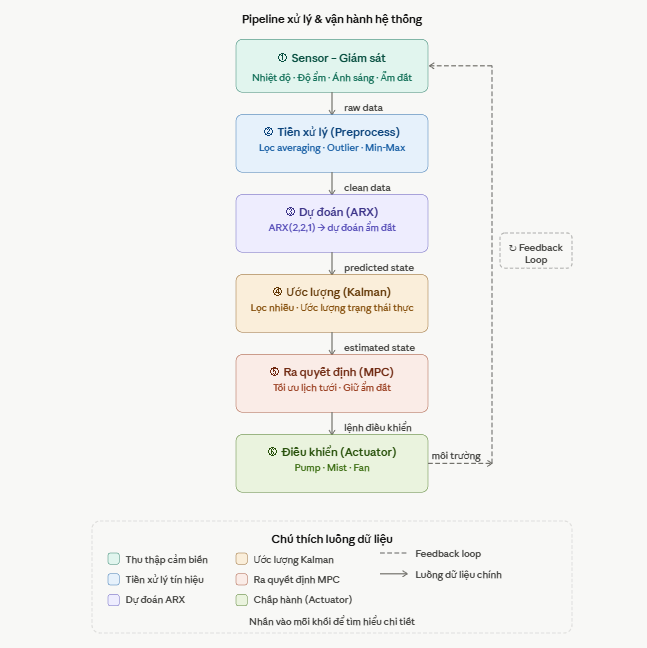 Pipeline xử lý & vận hành hệ thống
① Sensor – Giám sát
Nhiệt độ · Độ ẩm · Ánh sáng · Ẩm đất
raw data
② Tiền xử lý (Preprocess)
Lọc averaging · Outlier · Min-Max
clean data
③ Dự đoán (ARX)
ARX(2,2,1) → dự đoán ẩm đất
↻ Feedback
Loop
predicted state
④ Ước lượng (Kalman)
Lọc nhiễu · Ước lượng trạng thái thực
estimated state
⑤ Ra quyết định (MPC)
Tối ưu lịch tưới · Giữ ẩm đất
lệnh điều khiển
⑥ Điều khiển (Actuator)
Pump · Mist · Fan
môi trường
Chú thích luồng dữ liệu
Thu thập cảm biến
Ước lượng Kalman
Feedback loop
Tiền xử lý tín hiệu
Ra quyết định MPC
Luồng dữ liệu chính
Dự đoán ARX
Chấp hành (Actuator)
Nhấn vào mỗi khối để tìm hiểu chi tiết